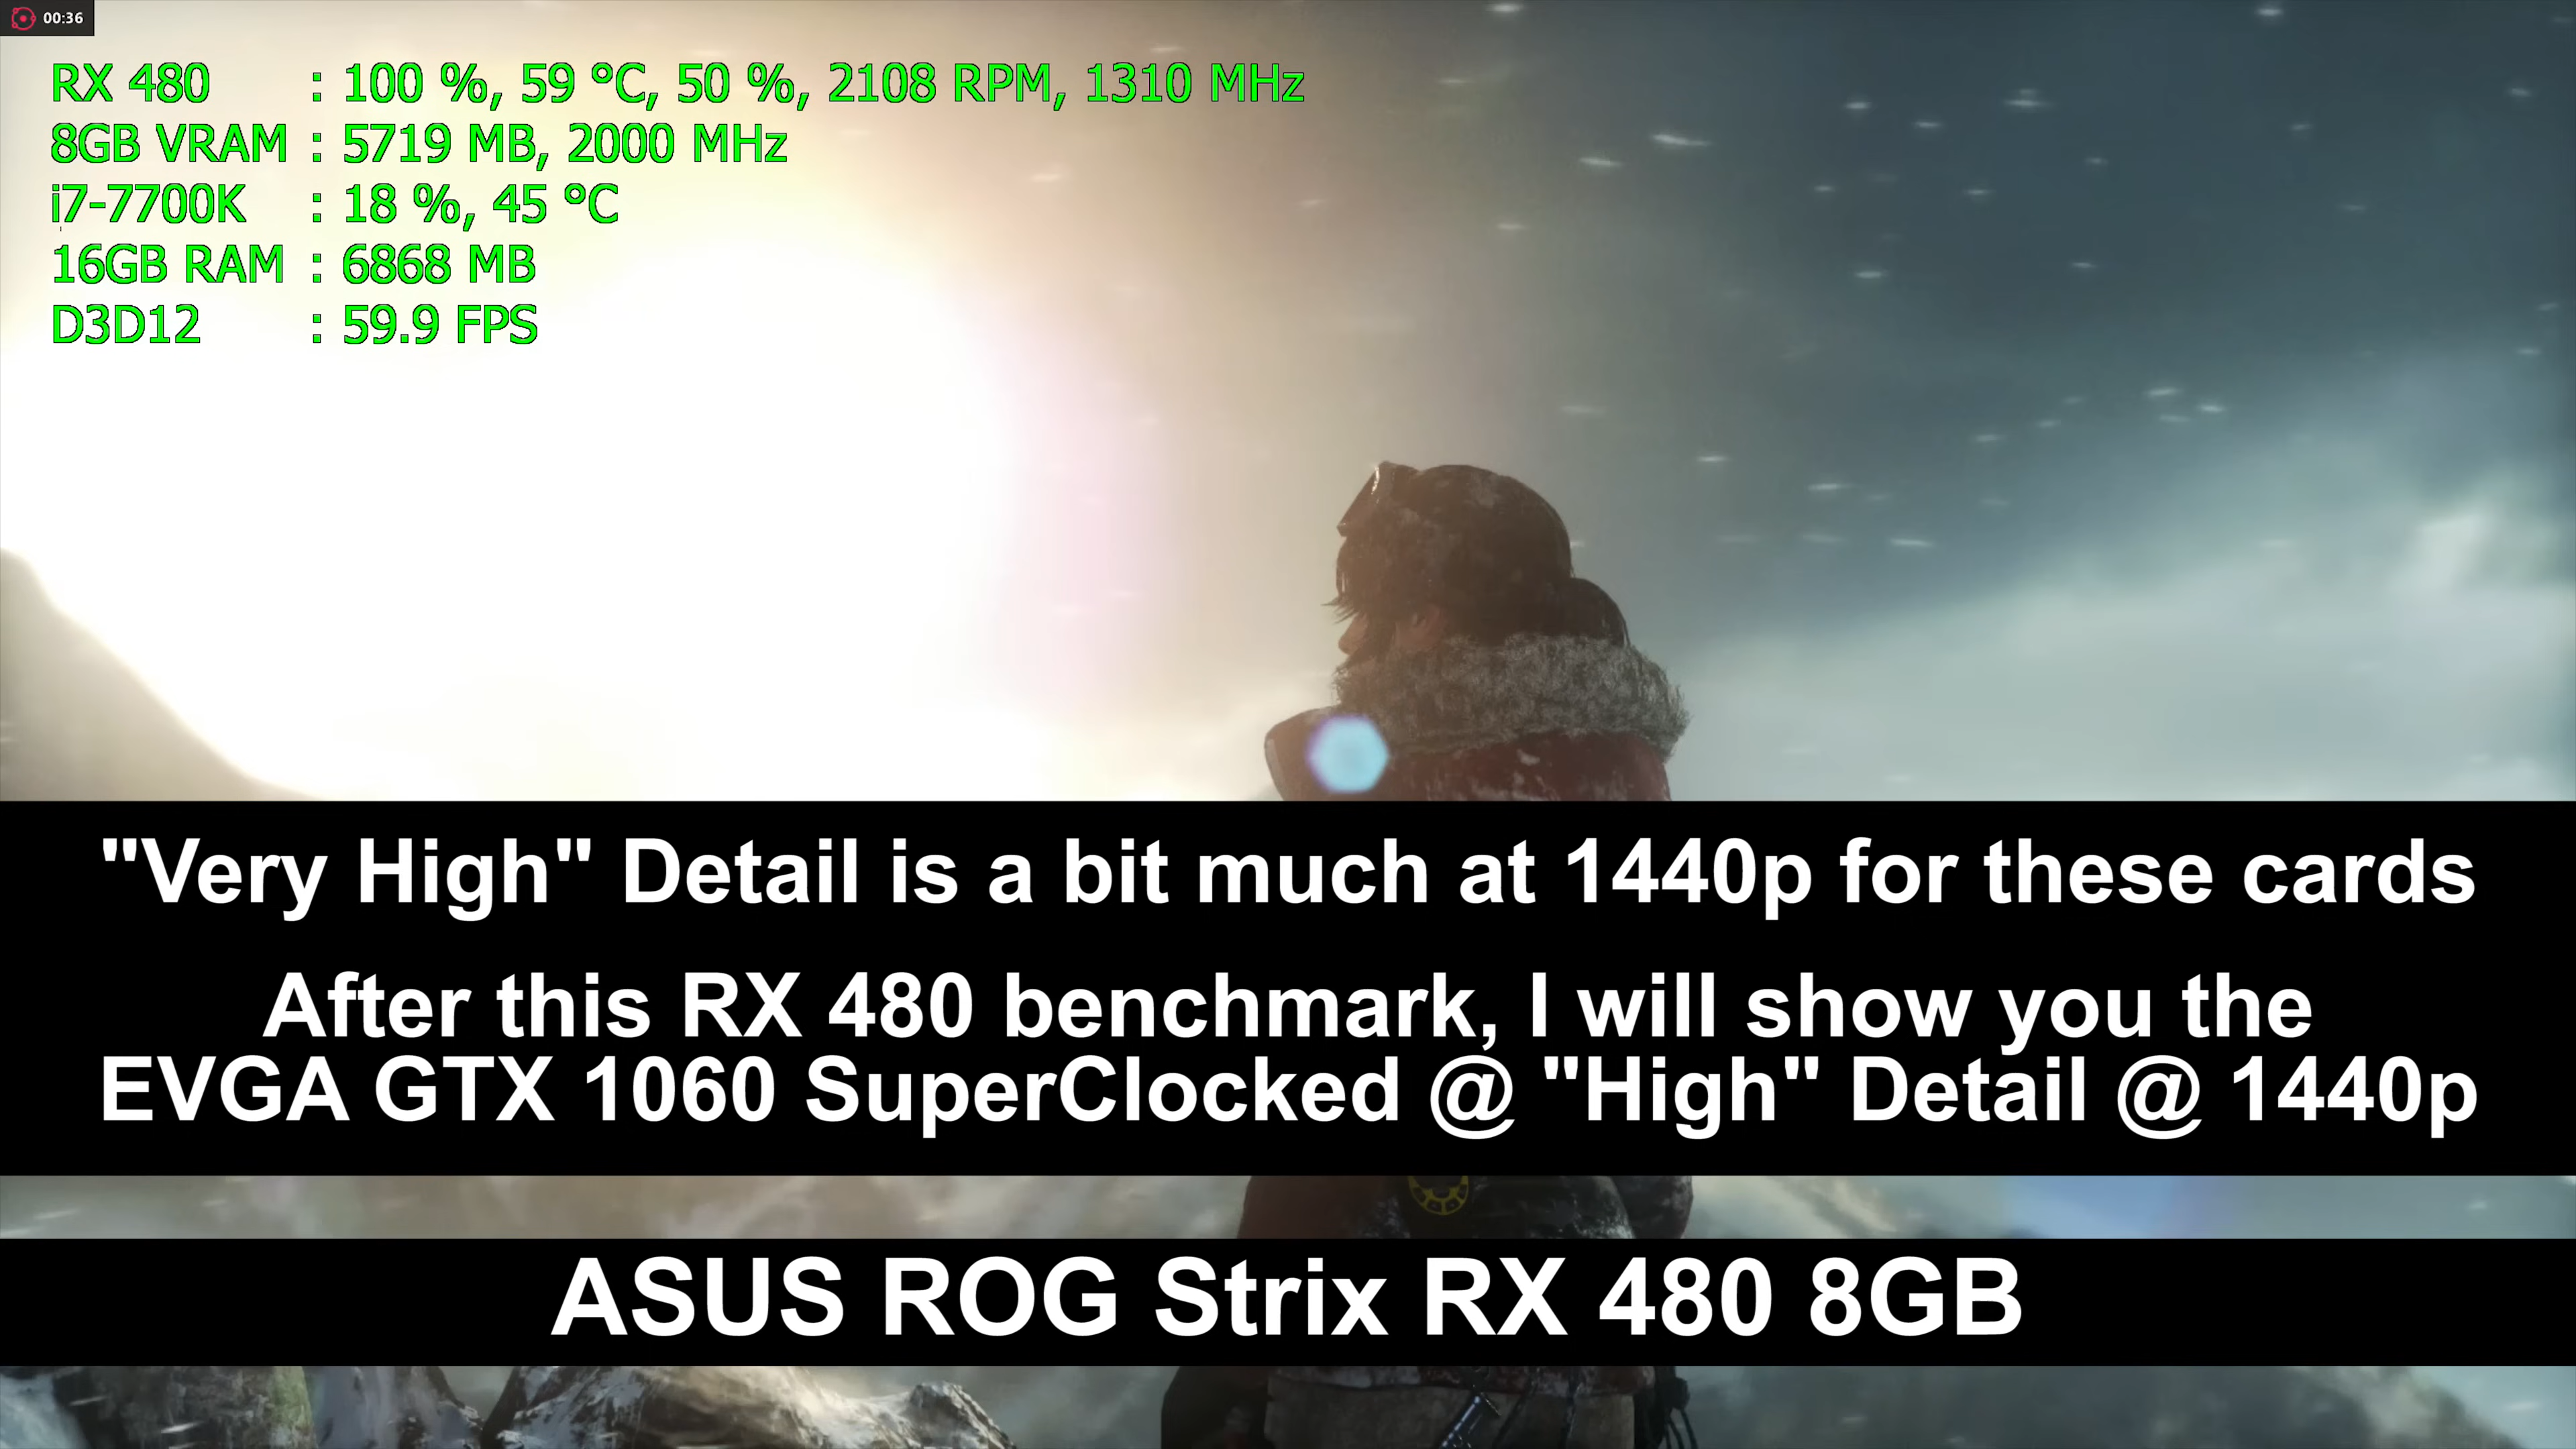 00:36
RX 480 : 100 %, 59 °C, 50 %, 2108 RPM, 1310 MHz
8GB VRAM : 5719 MB, 2000 MHz
i7-7700K : 18 %, 45 °C
16GB RAM : 6868 MB
D3D12 : 59.9 FPS
"Very High" Detail is a bit much at 1440p for these cards
After this RX 480 benchmark, I will show you the
EVGA GTX 1060 SuperClocked @ "High" Detail @ 1440p
ASUS ROG Strix RX 480 8GB